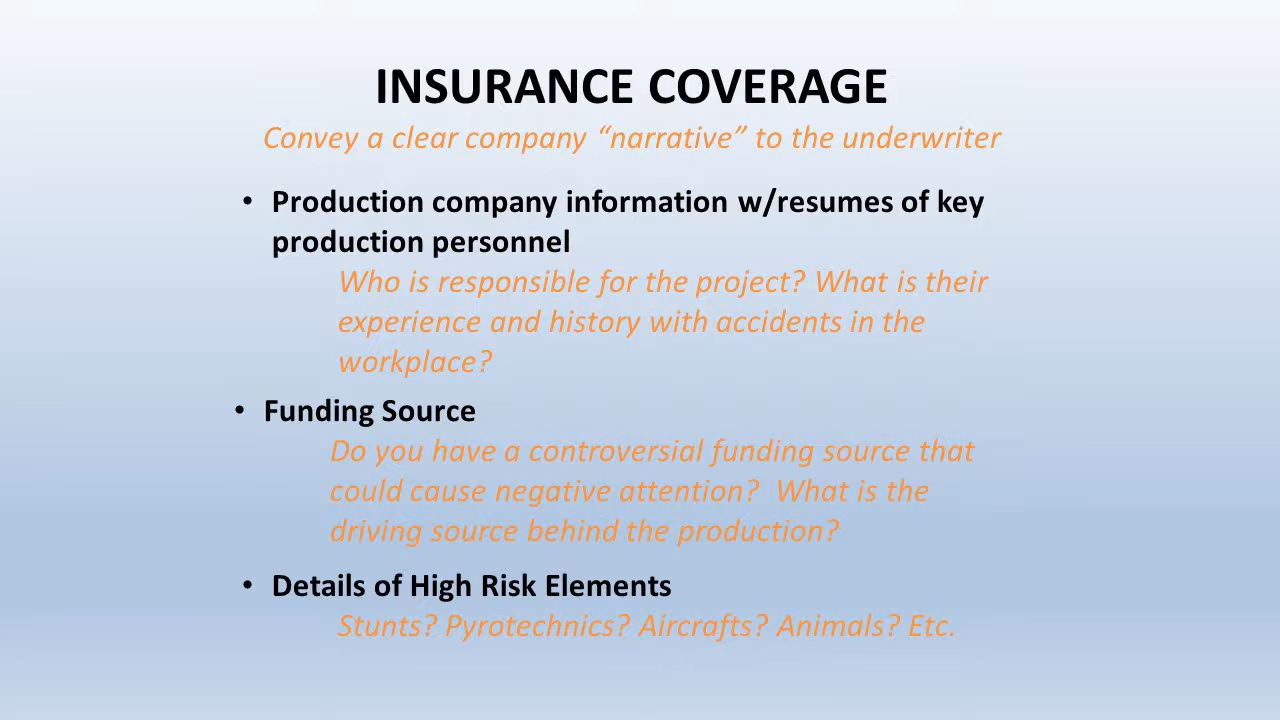 INSURANCE COVERAGE
Convey a clear company “narrative” to the underwriter
• Production company information w/resumes of key
production personnel
Who is responsible for the project? What is their
experience and history with accidents in the
workplace?
• Funding Source
Do you have a controversial funding source that
could cause negative attention?  What is the
driving source behind the production?
• Details of High Risk Elements
Stunts? Pyrotechnics? Aircrafts? Animals? Etc.